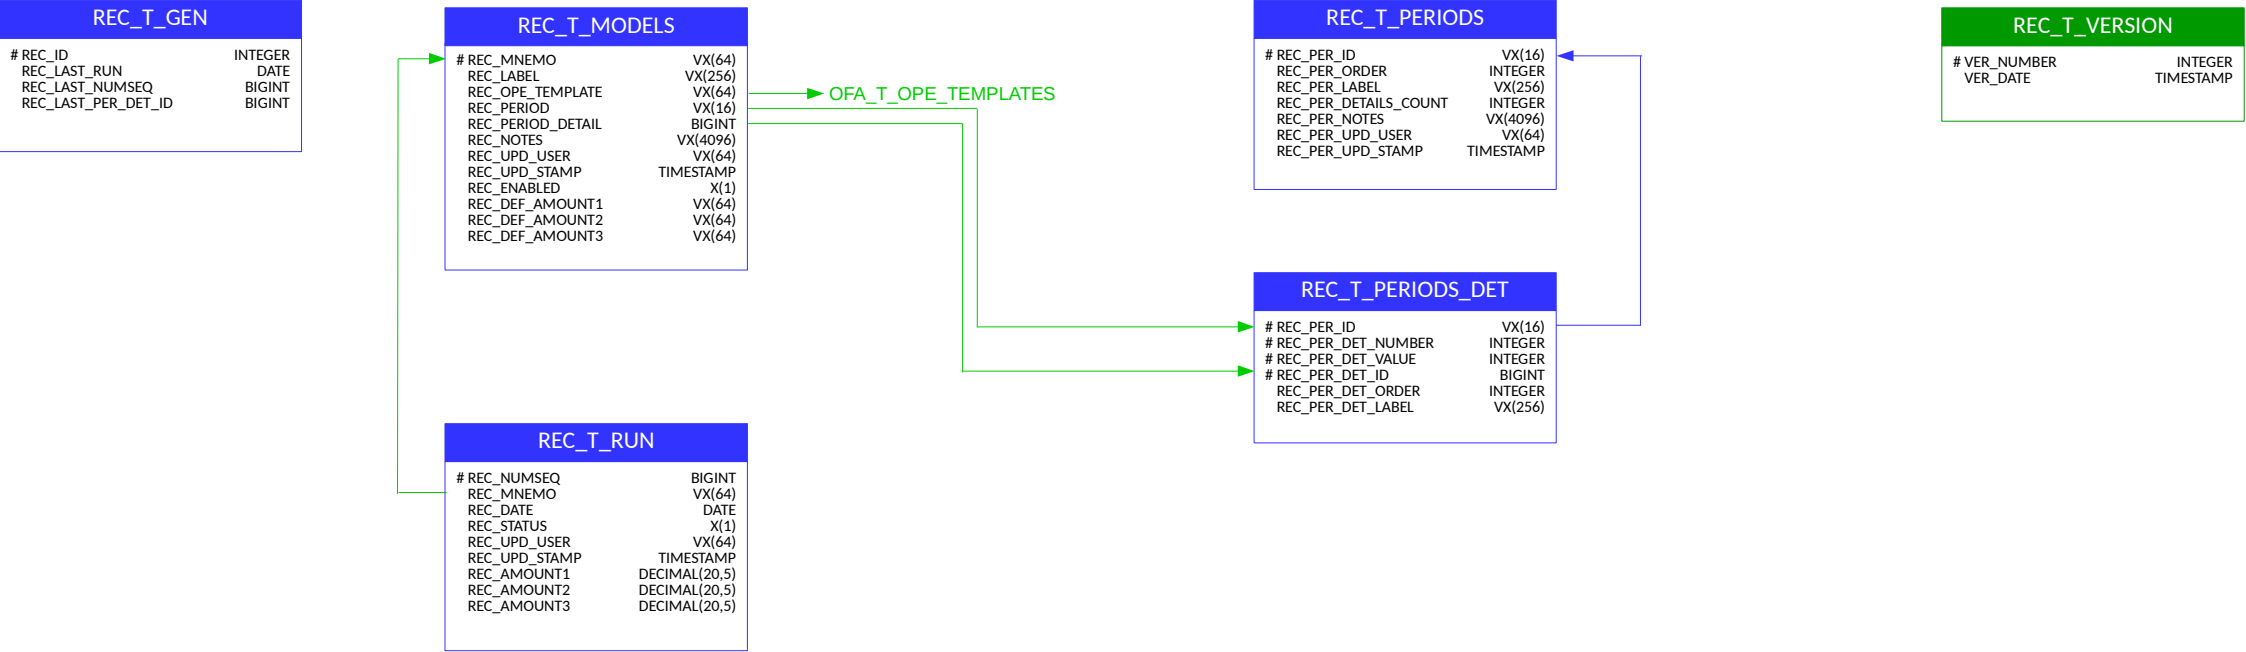 REC_T_GEN
# REC_ID INTEGER
REC_LAST_RUN DATE
REC_LAST_NUMSEQ BIGINT
REC_LAST_PER_DET_ID BIGINT
REC_T_MODELS
# REC_MNEMO VX(64)
REC_LABEL VX(256)
REC_OPE_TEMPLATE VX(64)
REC_PERIOD VX(16)
REC_PERIOD_DETAIL BIGINT
REC_NOTES VX(4096)
REC_UPD_USER VX(64)
REC_UPD_STAMP TIMESTAMP
REC_ENABLED X(1)
REC_DEF_AMOUNT1 VX(64)
REC_DEF_AMOUNT2 VX(64)
REC_DEF_AMOUNT3 VX(64)
OFA_T_OPE_TEMPLATES
REC_T_PERIODS
# REC_PER_ID VX(16)
REC_PER_ORDER INTEGER
REC_PER_LABEL VX(256)
REC_PER_DETAILS_COUNT INTEGER
REC_PER_NOTES VX(4096)
REC_PER_UPD_USER VX(64)
REC_PER_UPD_STAMP TIMESTAMP
REC_T_VERSION
# VER_NUMBER INTEGER
VER_DATE TIMESTAMP
REC_T_PERIODS_DET
# REC_PER_ID VX(16)
# REC_PER_DET_NUMBER INTEGER
# REC_PER_DET_VALUE INTEGER
# REC_PER_DET_ID BIGINT
REC_PER_DET_ORDER INTEGER
REC_PER_DET_LABEL VX(256)
REC_T_RUN
# REC_NUMSEQ BIGINT
REC_MNEMO VX(64)
REC_DATE DATE
REC_STATUS X(1)
REC_UPD_USER VX(64)
REC_UPD_STAMP TIMESTAMP
REC_AMOUNT1 DECIMAL(20,5)
REC_AMOUNT2 DECIMAL(20,5)
REC_AMOUNT3 DECIMAL(20,5)